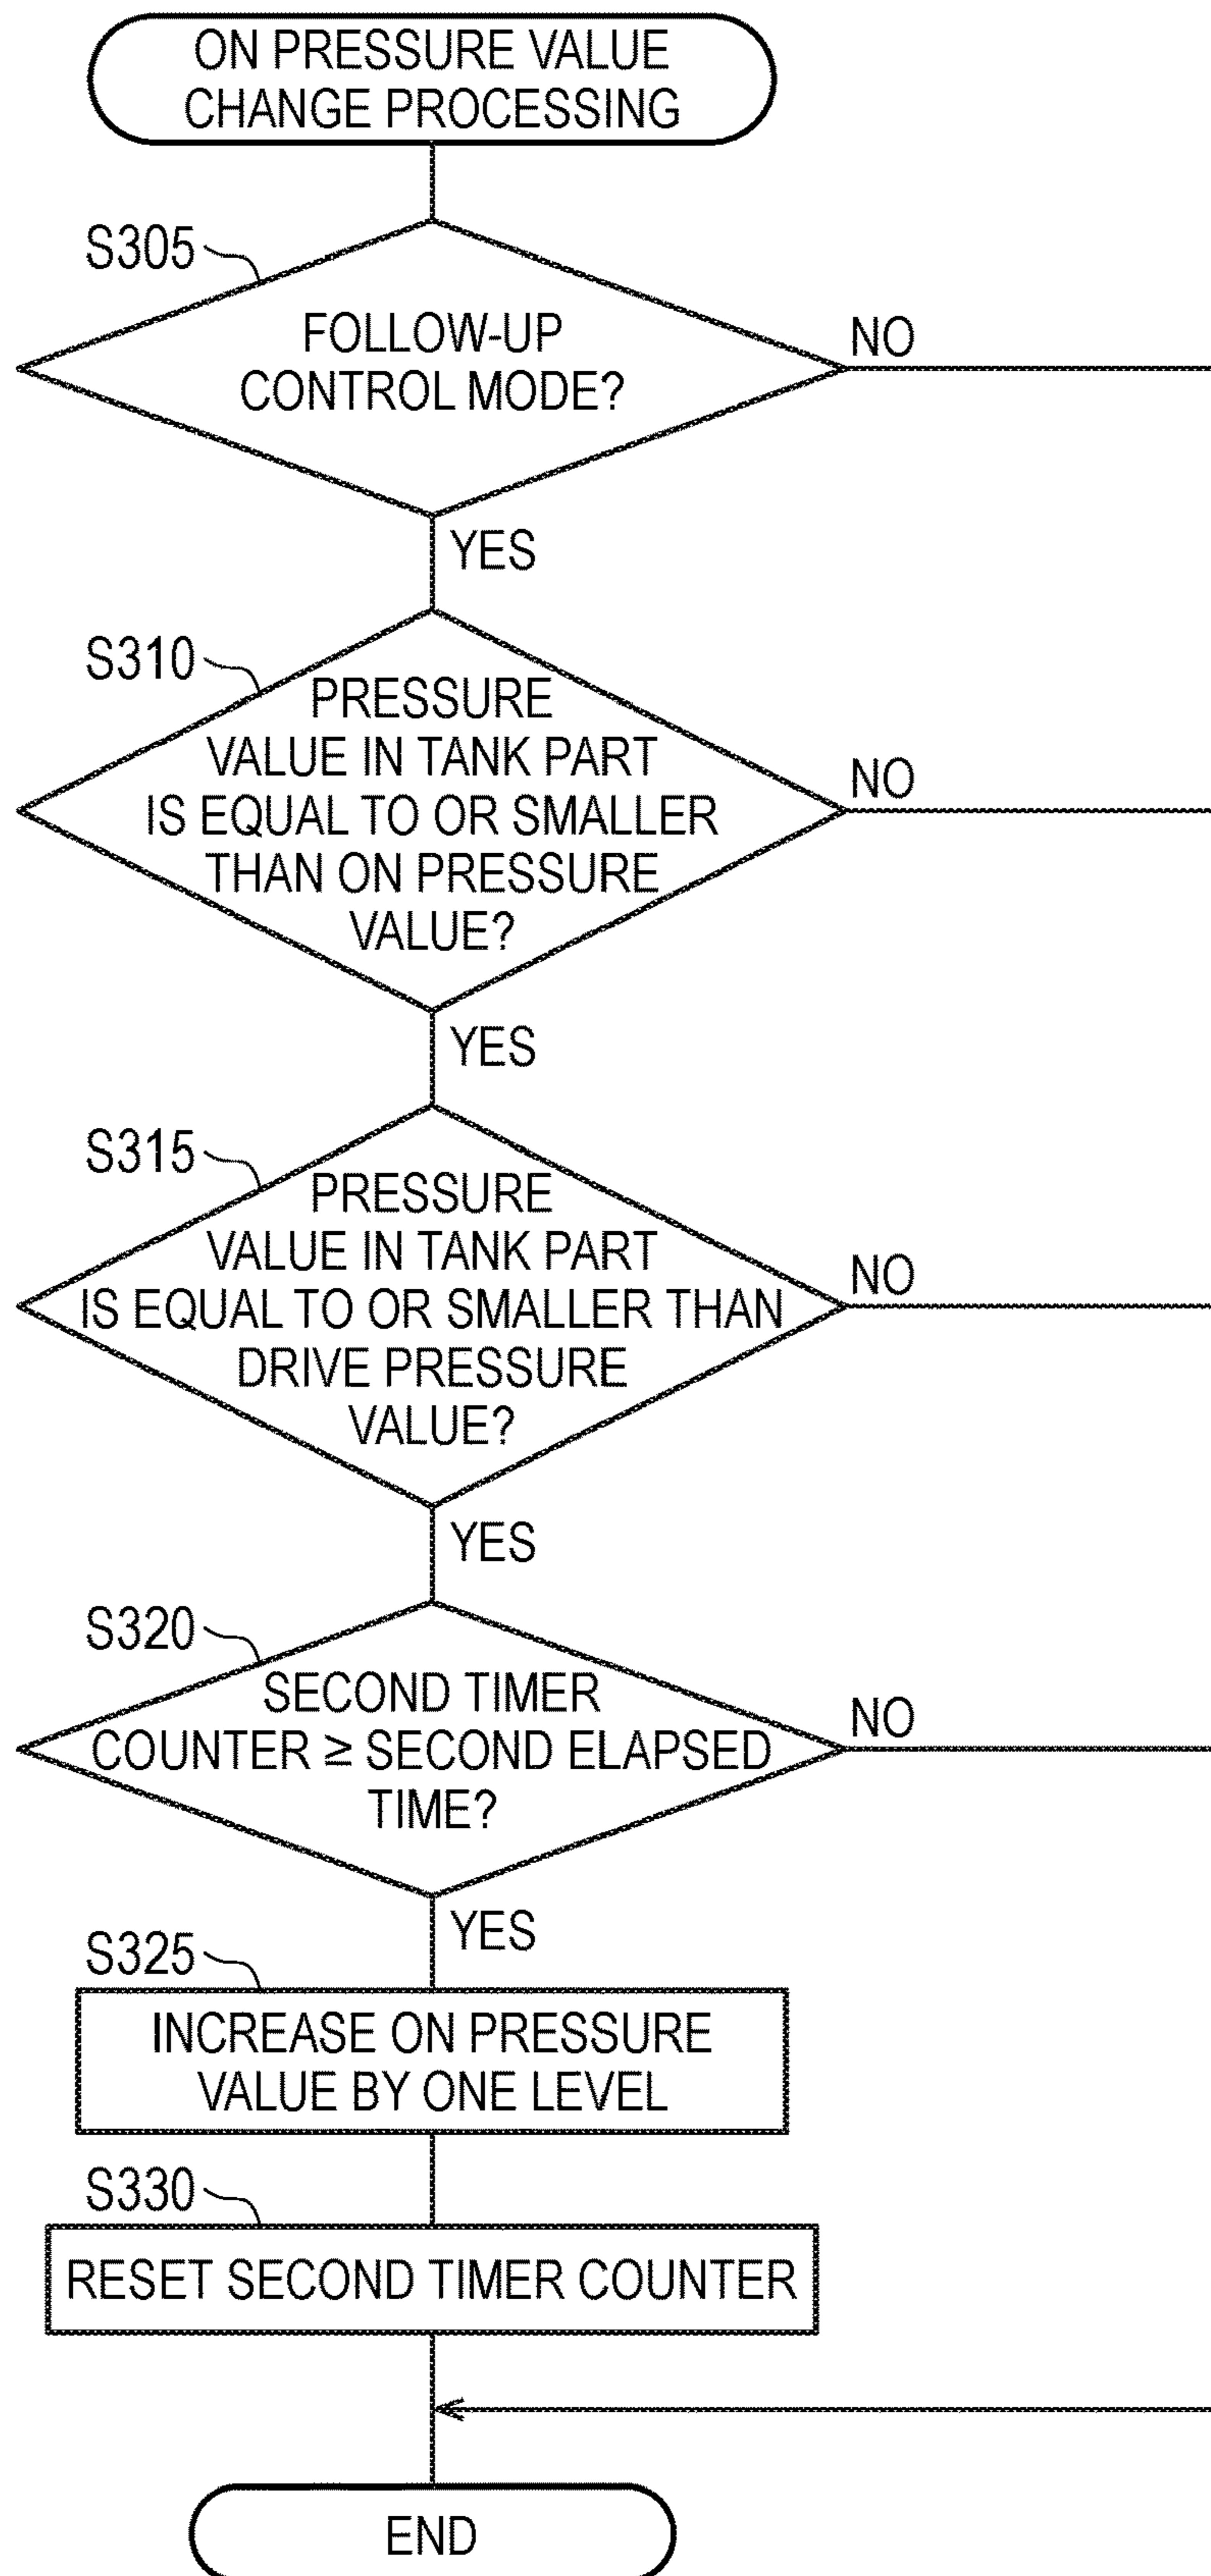 ON PRESSURE VALUE
CHANGE PROCESSING
S305
FOLLOW-UP
CONTROL MODE?
NO
YES
S310
PRESSURE
VALUE IN TANK PART
IS EQUAL TO OR SMALLER
THAN ON PRESSURE
VALUE?
NO
YES
S315
PRESSURE
VALUE IN TANK PART
IS EQUAL TO OR SMALLER THAN
DRIVE PRESSURE
VALUE?
NO
YES
S320
SECOND TIMER
COUNTER ≥ SECOND ELAPSED
TIME?
NO
YES
S325
INCREASE ON PRESSURE
VALUE BY ONE LEVEL
S330
RESET SECOND TIMER COUNTER
END